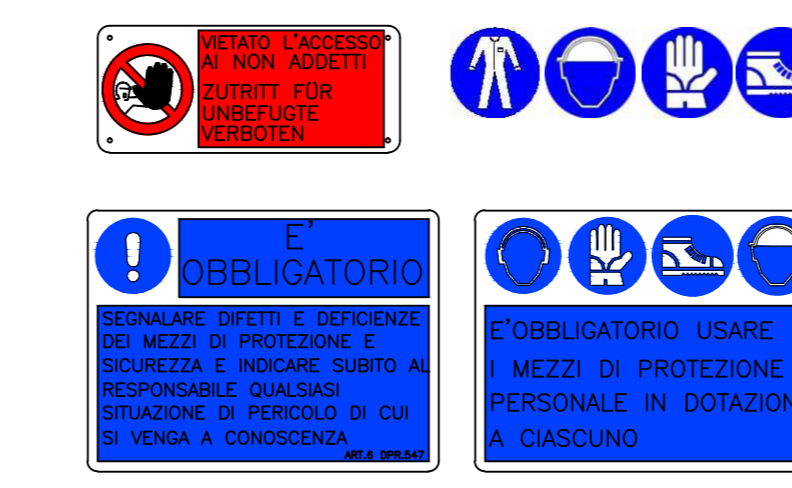 VIETATO L'ACCESSO
AI NON ADDETTI
ZUTRITT FÜR
UNBEFUGTE
VERBOTEN
E'
OBBLIGATORIO
SEGNALARE DIFETTI E DEFICIENZE
DEI MEZZI DI PROTEZIONE E
SICUREZZA E INDICARE SUBITO AL
RESPONSABILE QUALSIASI
SITUAZIONE DI PERICOLO DI CUI
SI VENGA A CONOSCENZA
ART.6 DPR.547
E'OBBLIGATORIO USARE
I MEZZI DI PROTEZIONE
PERSONALE IN DOTAZION
A CIASCUNO